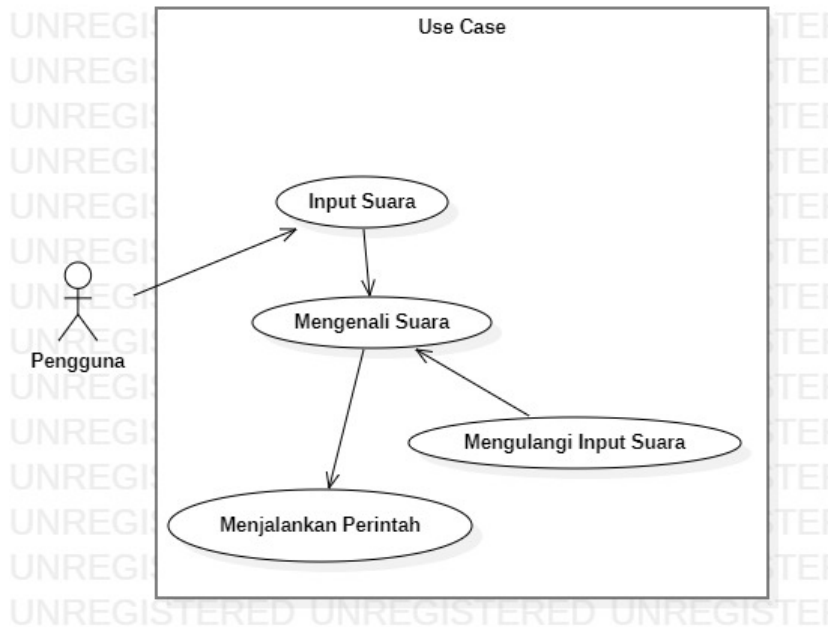 Use Case
Input Suara
Mengenali Suara
Pengguna
Mengulangi Input Suara
Menjalankan Perintah
UNREGISTERED UNREGISTERED UNREGISTERED